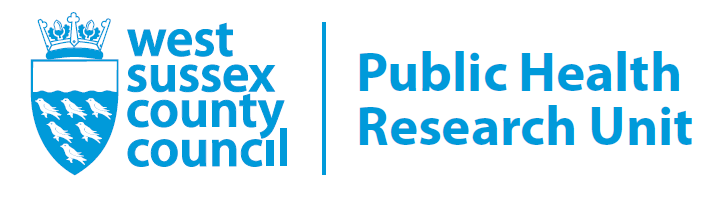 west
sussex
county
council
Public Health
Research Unit